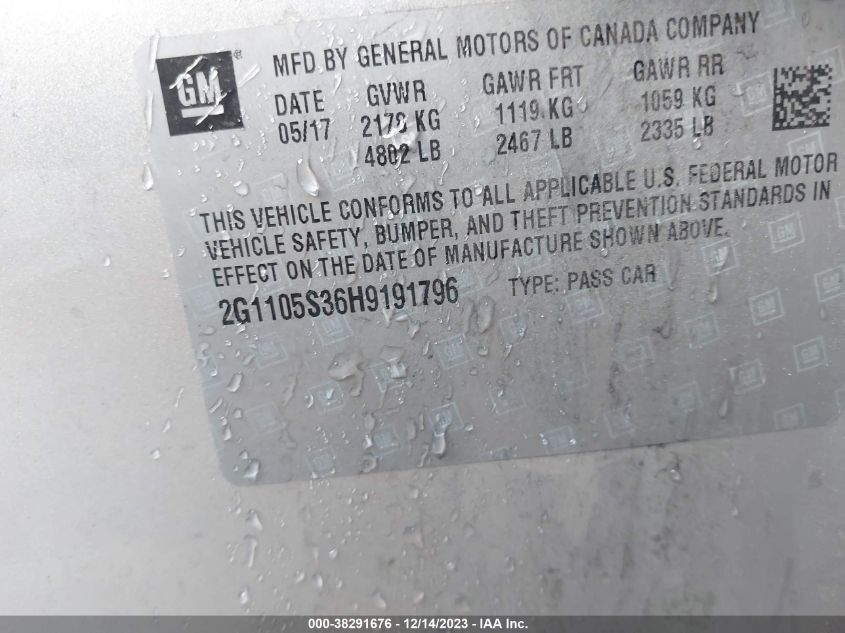 GM ®
MFD BY GENERAL MOTORS OF CANADA COMPANY
DATE GVWR GAWR FRT GAWR RR
05/17 2178 KG 1119 KG 1059 KG
4802 LB 2467 LB 2335 LB
THIS VEHICLE CONFORMS TO ALL APPLICABLE U.S. FEDERAL MOTOR
VEHICLE SAFETY, BUMPER, AND THEFT PREVENTION STANDARDS IN
EFFECT ON THE DATE OF MANUFACTURE SHOWN ABOVE.
2G1105S36H9191796 TYPE: PASS CAR
000-38291676 - 12/14/2023 - IAA Inc.